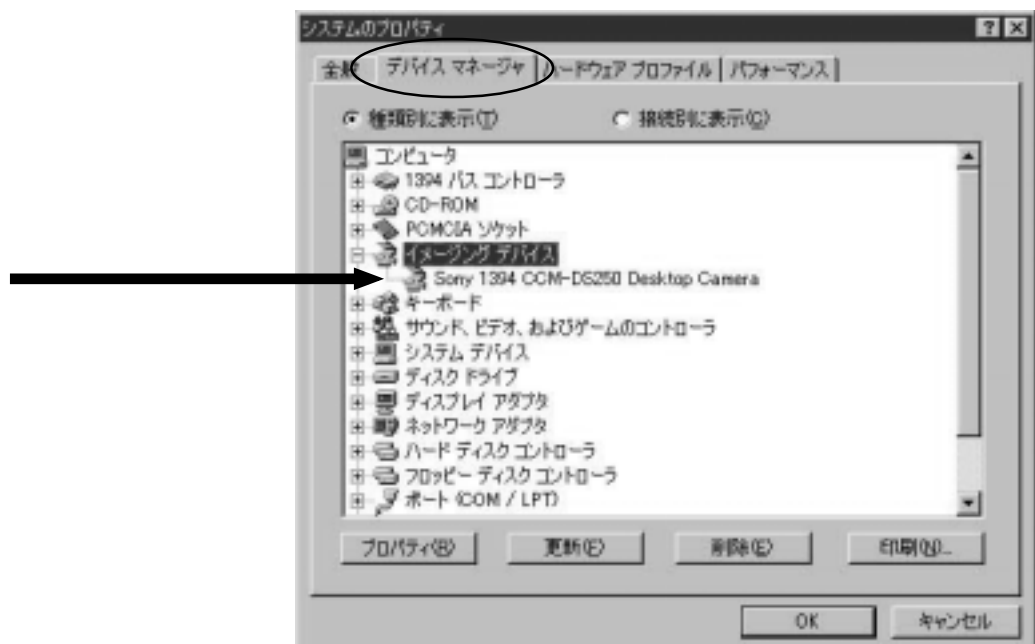 システムのプロパティ
全般 デバイス マネージャ ハードウェア プロファイル パフォーマンス
種類別に表示(T) 接続別に表示(C)
コンピュータ
1394 バス コントローラ
CD-ROM
PCMCIA ソケット
イメージング デバイス
Sony 1394 CCM-DS250 Desktop Camera
キーボード
サウンド、ビデオ、およびゲームのコントローラ
システム デバイス
ディスク ドライブ
ディスプレイ アダプタ
ネットワーク アダプタ
ハード ディスク コントローラ
フロッピー ディスク コントローラ
ポート (COM / LPT)
プロパティ(R) 更新(F) 削除(E) 印刷(N)...
OK キャンセル